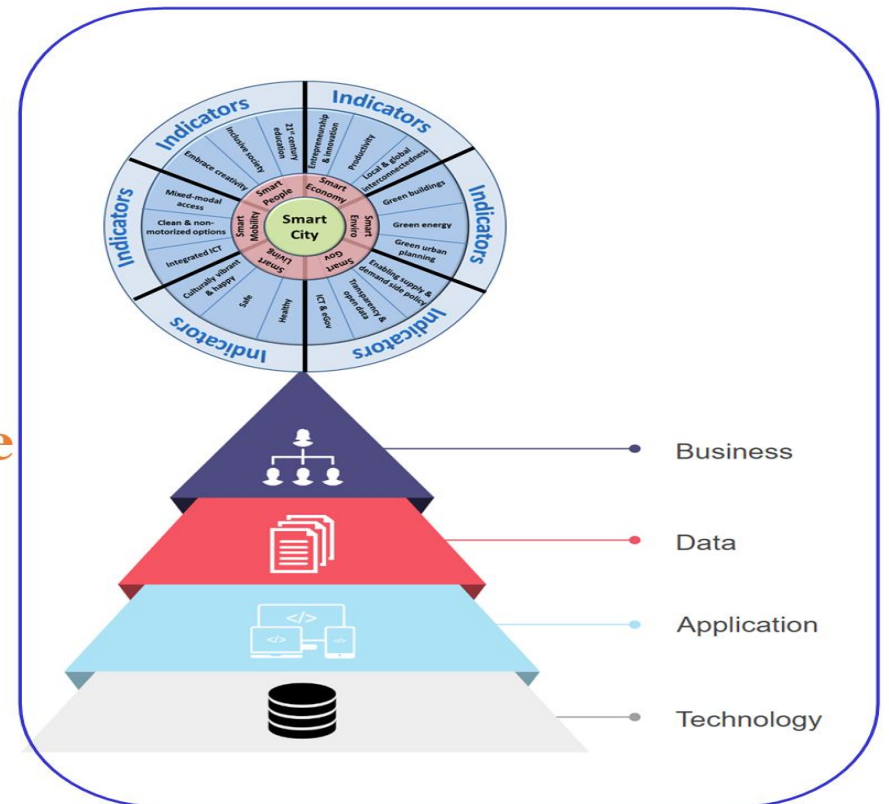 Indicators
Indicators
Indicators
Indicators
Indicators
Indicators
Embrace creativity
Inclusive society
21st century
education
Entrepreneurship
& innovation
Productivity
Local & global
interconnectedness
Green buildings
Green energy
Green urban
planning
Enabling supply &
demand side policy
Transparency &
open data
ICT & eGov
Healthy
Safe
Culturally vibrant
& happy
Integrated ICT
Clean & non-
motorized options
Mixed-modal
access
Smart
People
Smart
Economy
Smart
Enviro
Smart
Gov
Smart
Living
Smart
Mobility
Smart
City
e
Business
Data
</>
</>
</>
Application
Technology